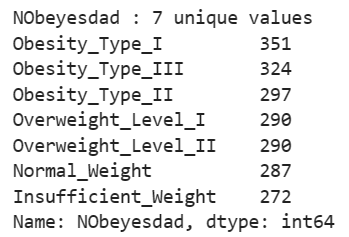 NObeyesdad : 7 unique values
Obesity_Type_I         351
Obesity_Type_III       324
Obesity_Type_II        297
Overweight_Level_I     290
Overweight_Level_II    290
Normal_Weight          287
Insufficient_Weight    272
Name: NObeyesdad, dtype: int64